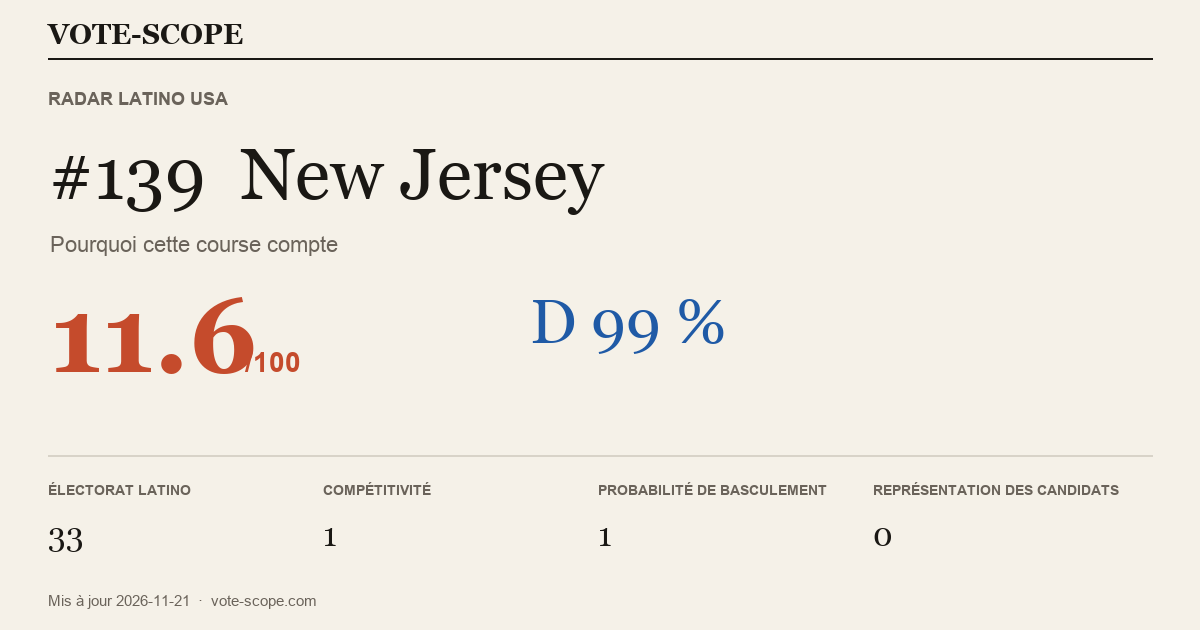 VOTE-SCOPE
RADAR LATINO USA
#139 New Jersey
Pourquoi cette course compte
11.6/100
D 99 %
ÉLECTORAT LATINO
COMPÉTITIVITÉ
PROBABILITÉ DE BASCULEMENT
REPRÉSENTATION DES CANDIDATS
33
1
1
0
Mis à jour 2026-11-21 · vote-scope.com